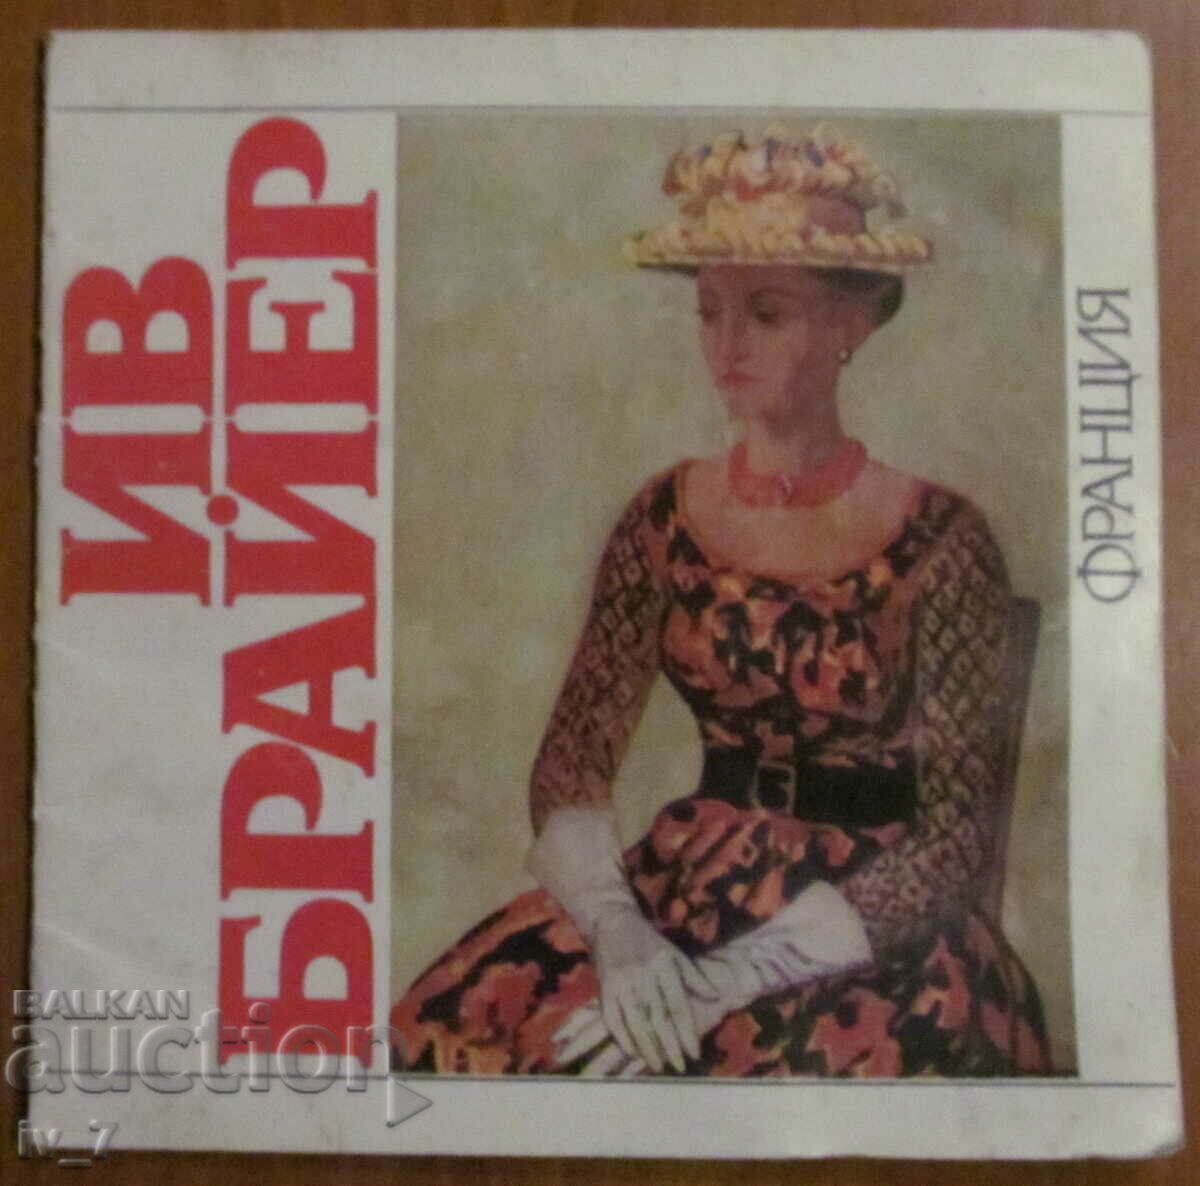 ИВ
БРАЙЕР
ФРАНЦИЯ
BALKAN
auction
iv_7